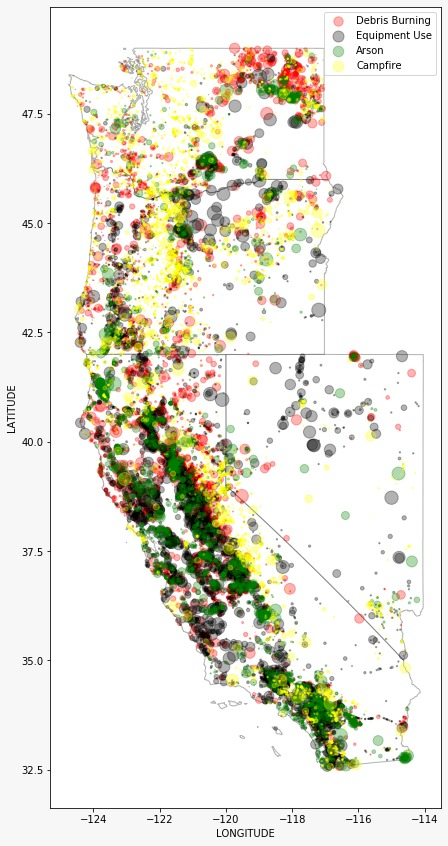 Debris Burning
Equipment Use
Arson
Campfire
47.5
45.0
42.5
40.0
37.5
35.0
32.5
LATITUDE
−124
−122
−120
−118
−116
−114
LONGITUDE